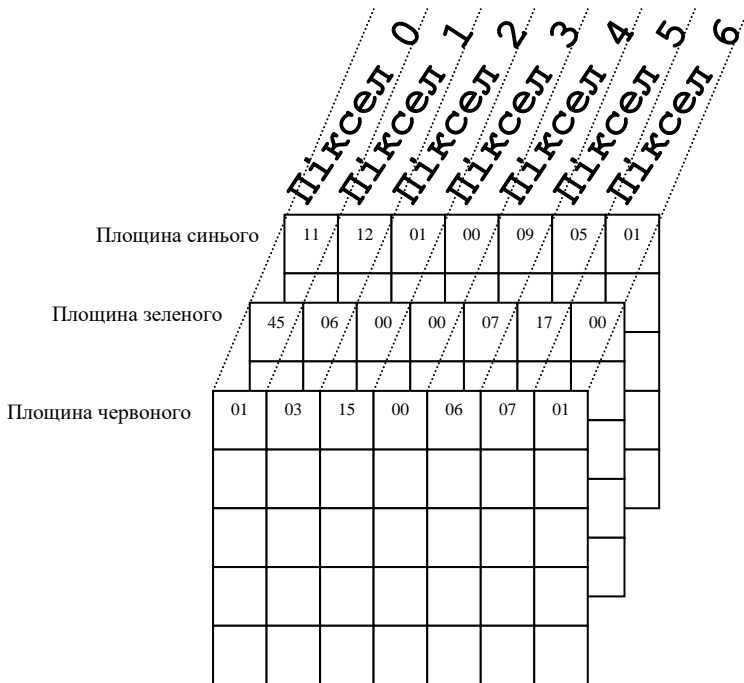 Піксел 0
Піксел 1
Піксел 2
Піксел 3
Піксел 4
Піксел 5
Піксел 6
Площина синього 11 12 01 00 09 05 01
Площина зеленого 45 06 00 00 07 17 00
Площина червоного 01 03 15 00 06 07 01